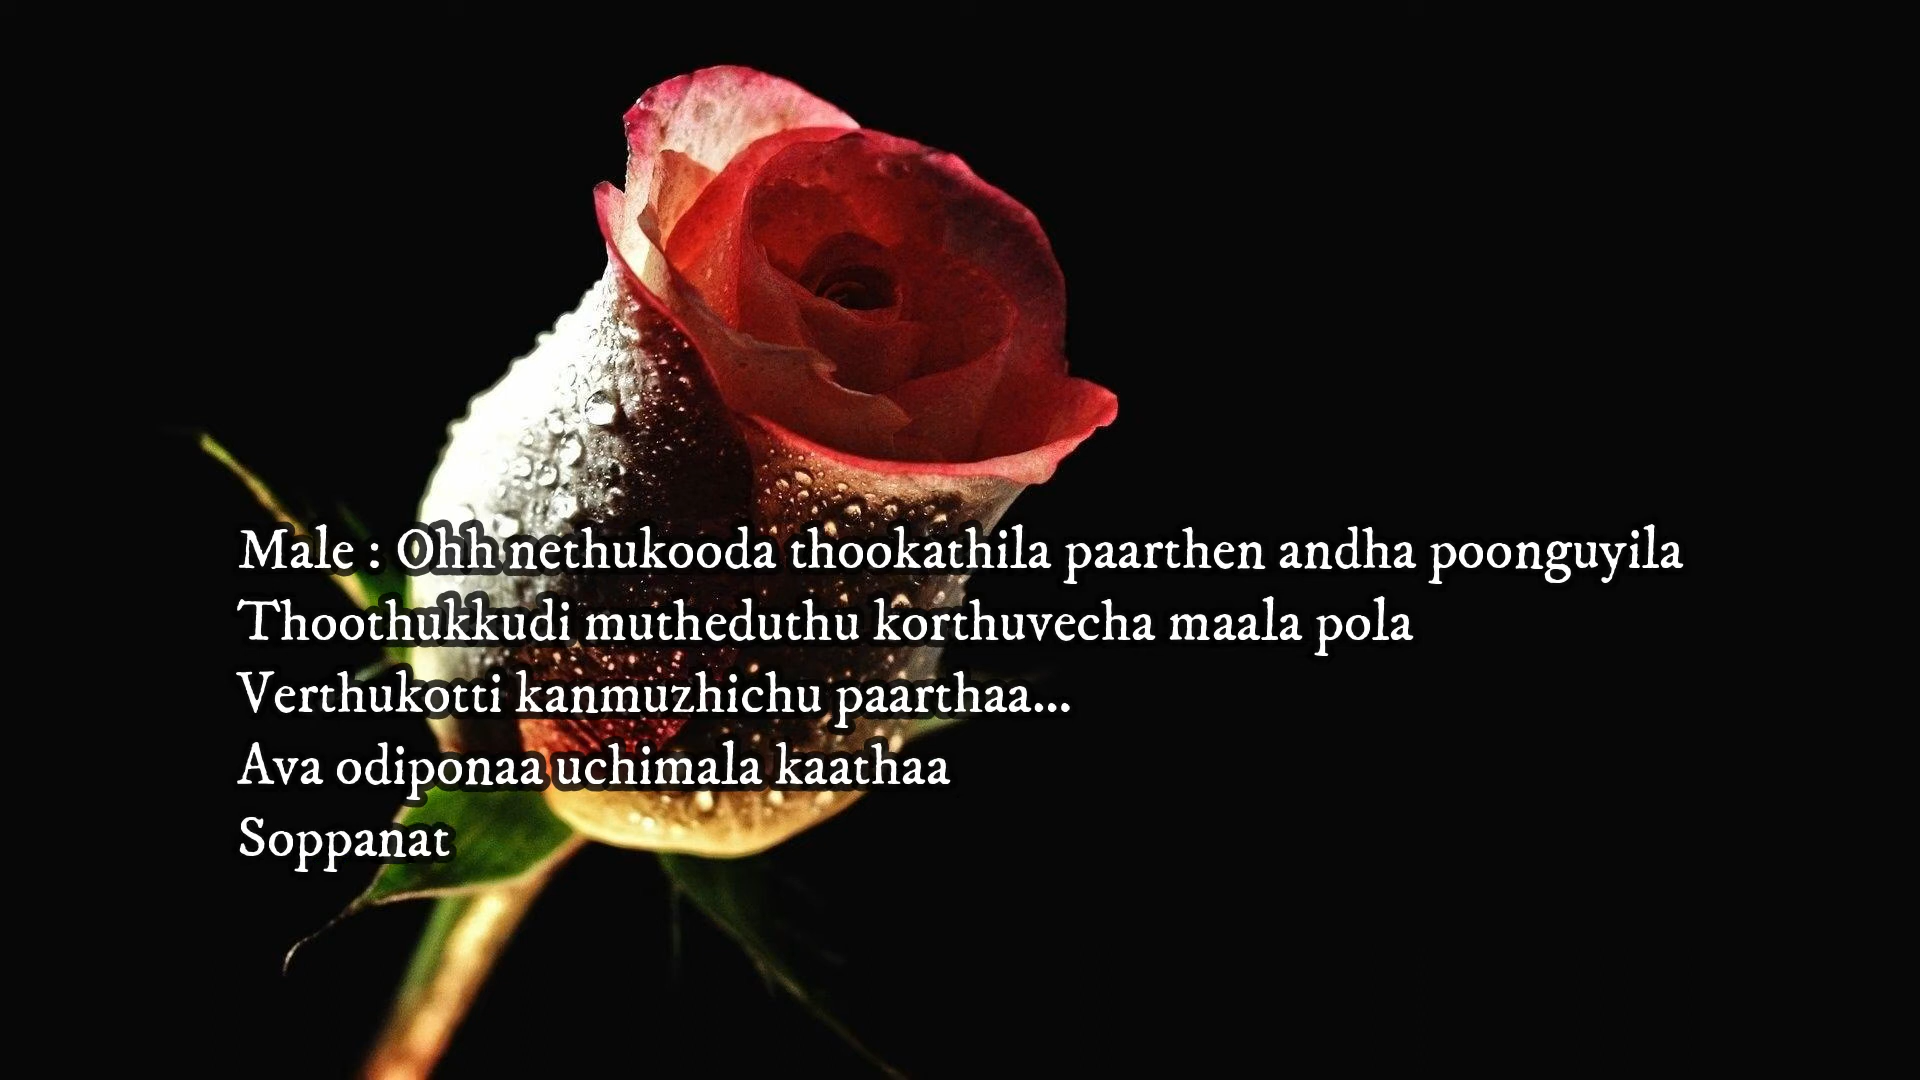 Male : Ohh nethukooda thookathila paarthen andha poonguyila
Thoothukkudi mutheduthu korthuvecha maala pola
Verthukotti kanmuzhichu paarthaa...
Ava odiponaa uchimala kaathaa
Soppanat